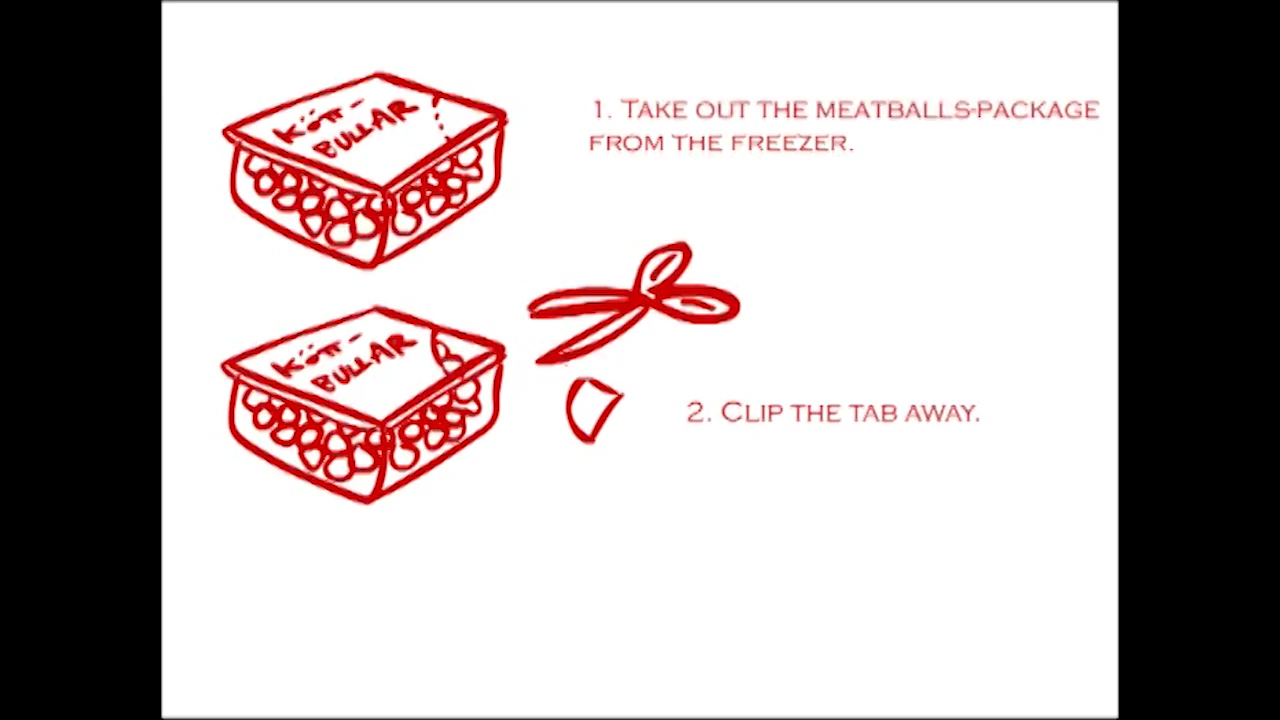 KÖTT-
BULLAR
1. TAKE OUT THE MEATBALLS-PACKAGE
FROM THE FREEZER.
KÖTT-
BULLAR
2. CLIP THE TAB AWAY.